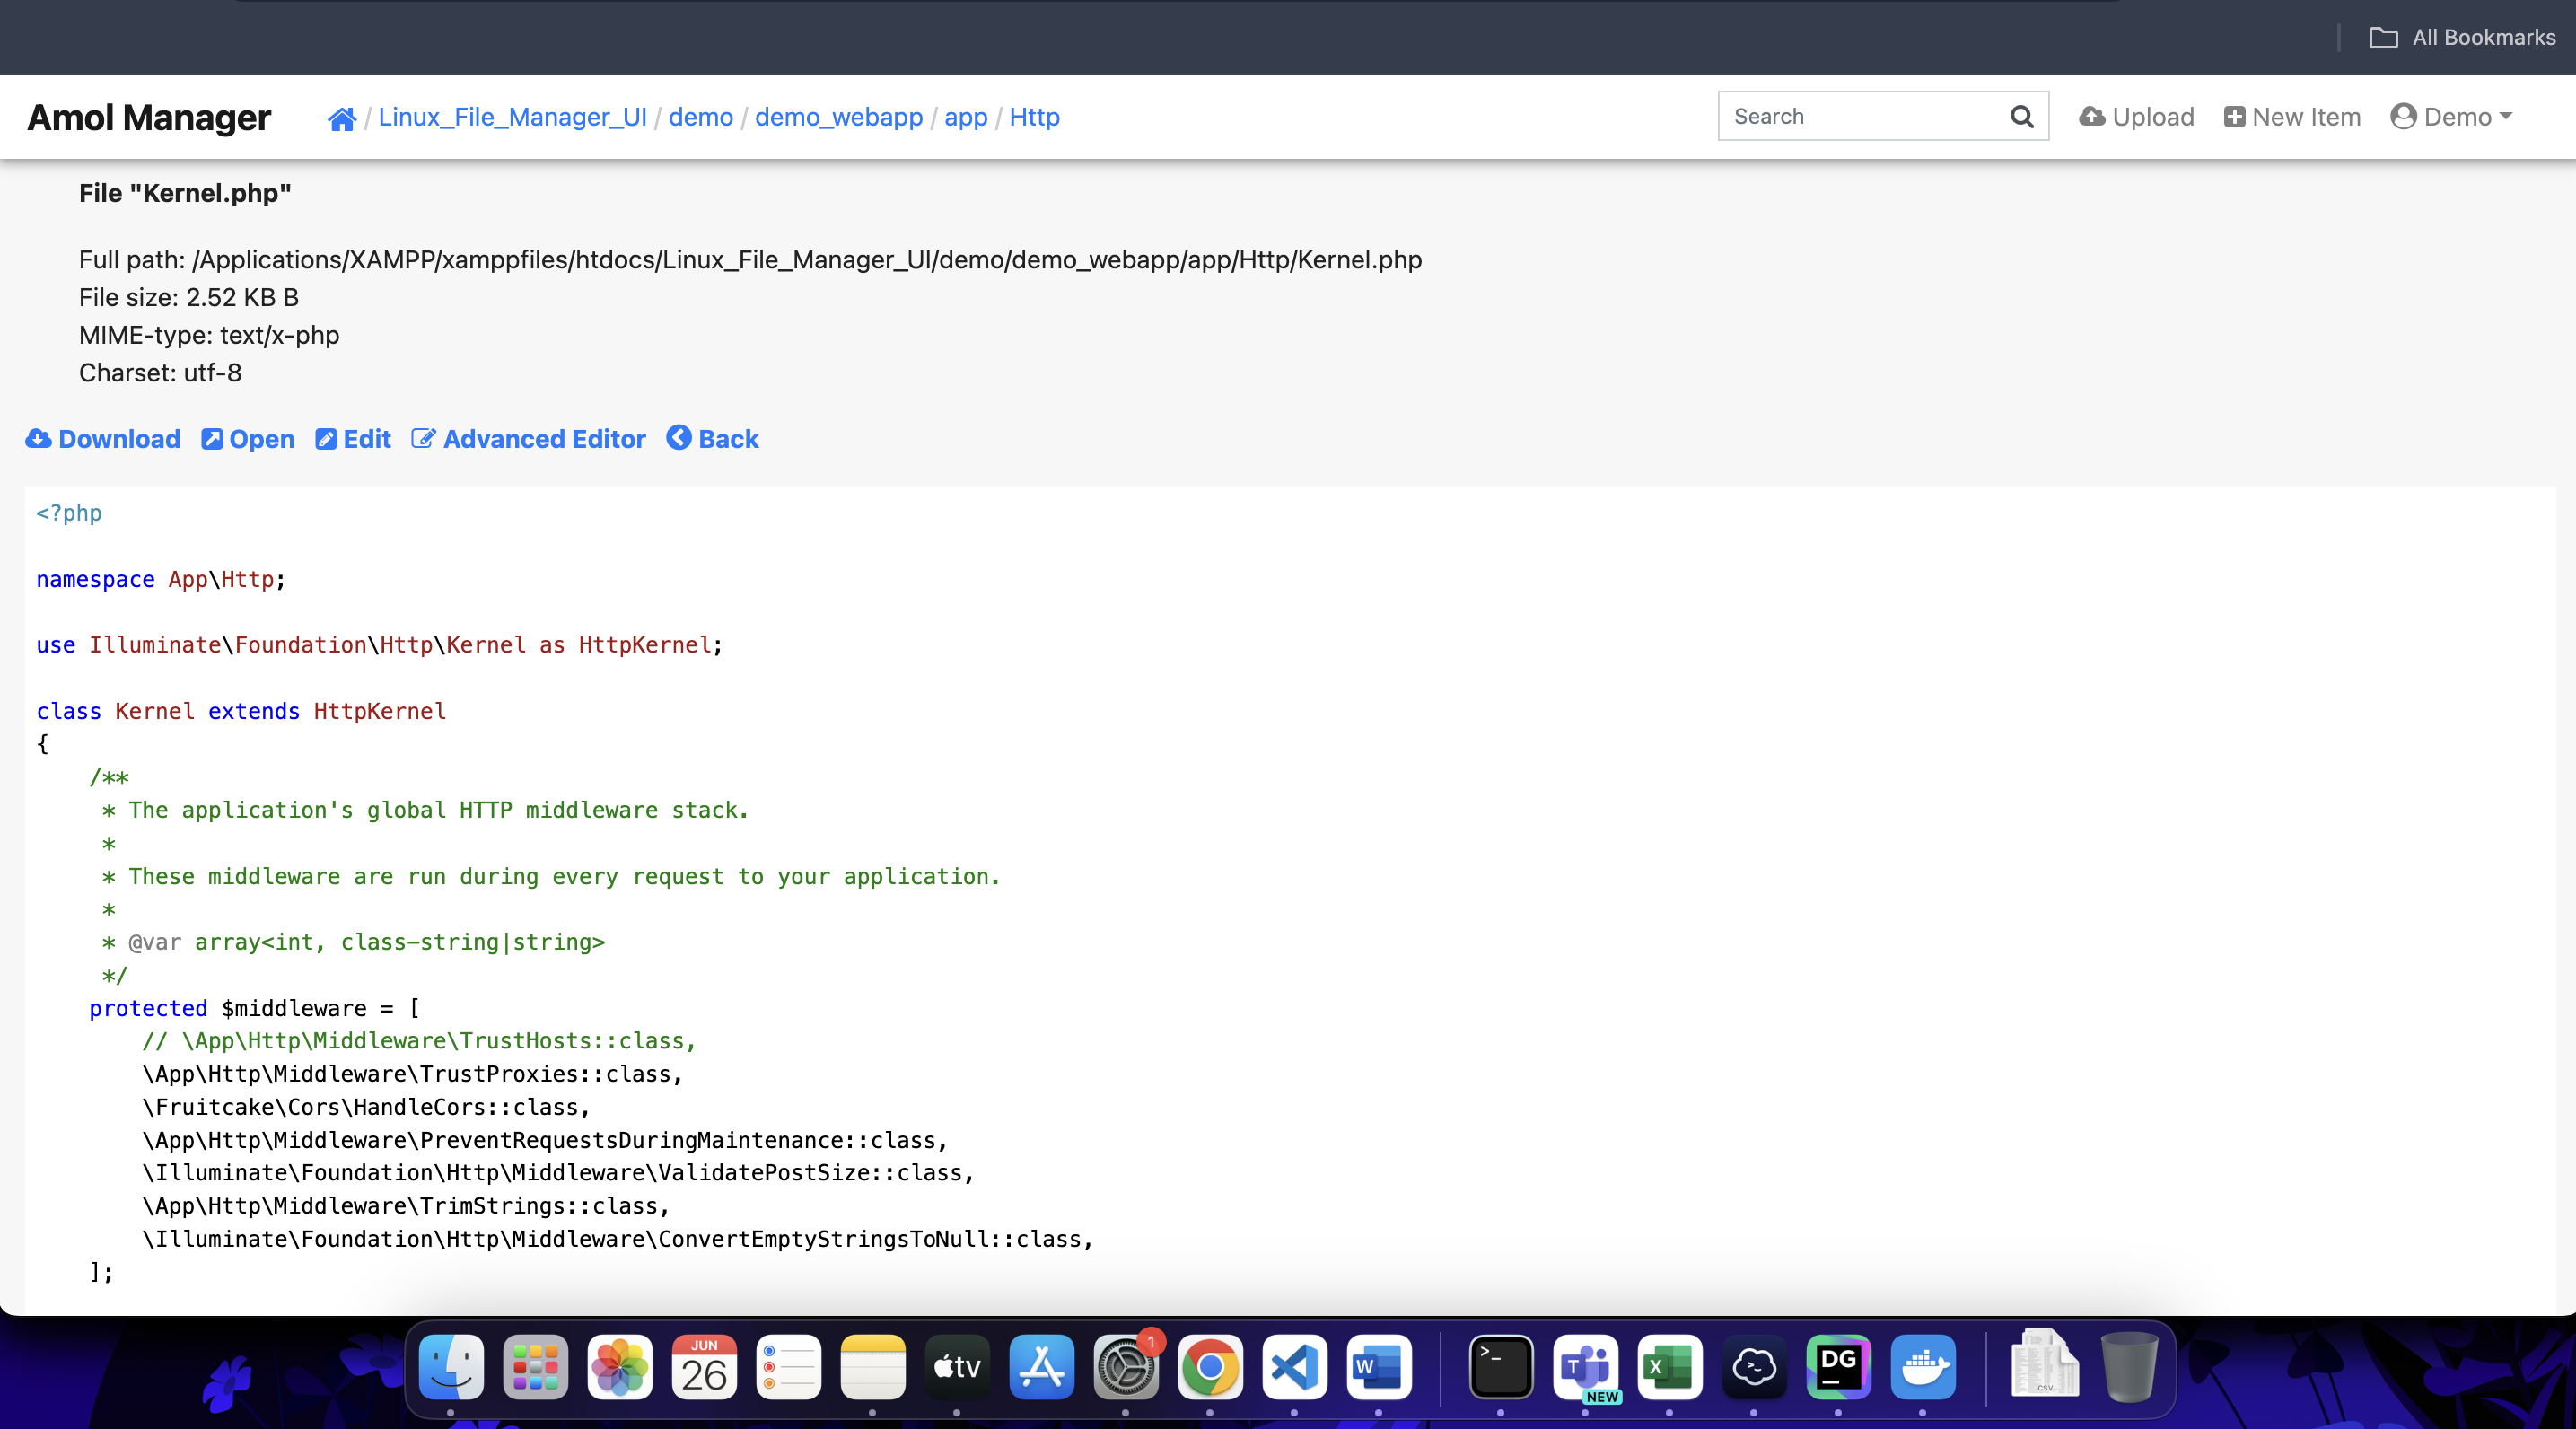 All Bookmarks
Amol Manager / Linux_File_Manager_UI / demo / demo_webapp / app / Http Search Upload New Item Demo
File "Kernel.php"
Full path: /Applications/XAMPP/xamppfiles/htdocs/Linux_File_Manager_UI/demo/demo_webapp/app/Http/Kernel.php
File size: 2.52 KB B
MIME-type: text/x-php
Charset: utf-8
Download Open Edit Advanced Editor Back
<?php
namespace App\Http;
use Illuminate\Foundation\Http\Kernel as HttpKernel;
class Kernel extends HttpKernel
{
/**
* The application's global HTTP middleware stack.
*
* These middleware are run during every request to your application.
*
* @var array<int, class-string|string>
*/
protected $middleware = [
// \App\Http\Middleware\TrustHosts::class,
\App\Http\Middleware\TrustProxies::class,
\Fruitcake\Cors\HandleCors::class,
\App\Http\Middleware\PreventRequestsDuringMaintenance::class,
\Illuminate\Foundation\Http\Middleware\ValidatePostSize::class,
\App\Http\Middleware\TrimStrings::class,
\Illuminate\Foundation\Http\Middleware\ConvertEmptyStringsToNull::class,
];
JUN
26
tv
1
W
>_
T
NEW
X
>_
DG
CSV